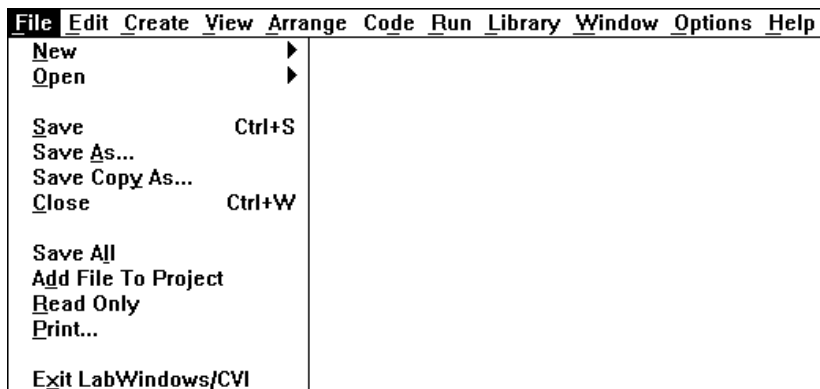 File Edit Create View Arrange Code Run Library Window Options Help
New
Open
Save Ctrl+S
Save As...
Save Copy As...
Close Ctrl+W
Save All
Add File To Project
Read Only
Print...
Exit LabWindows/CVI